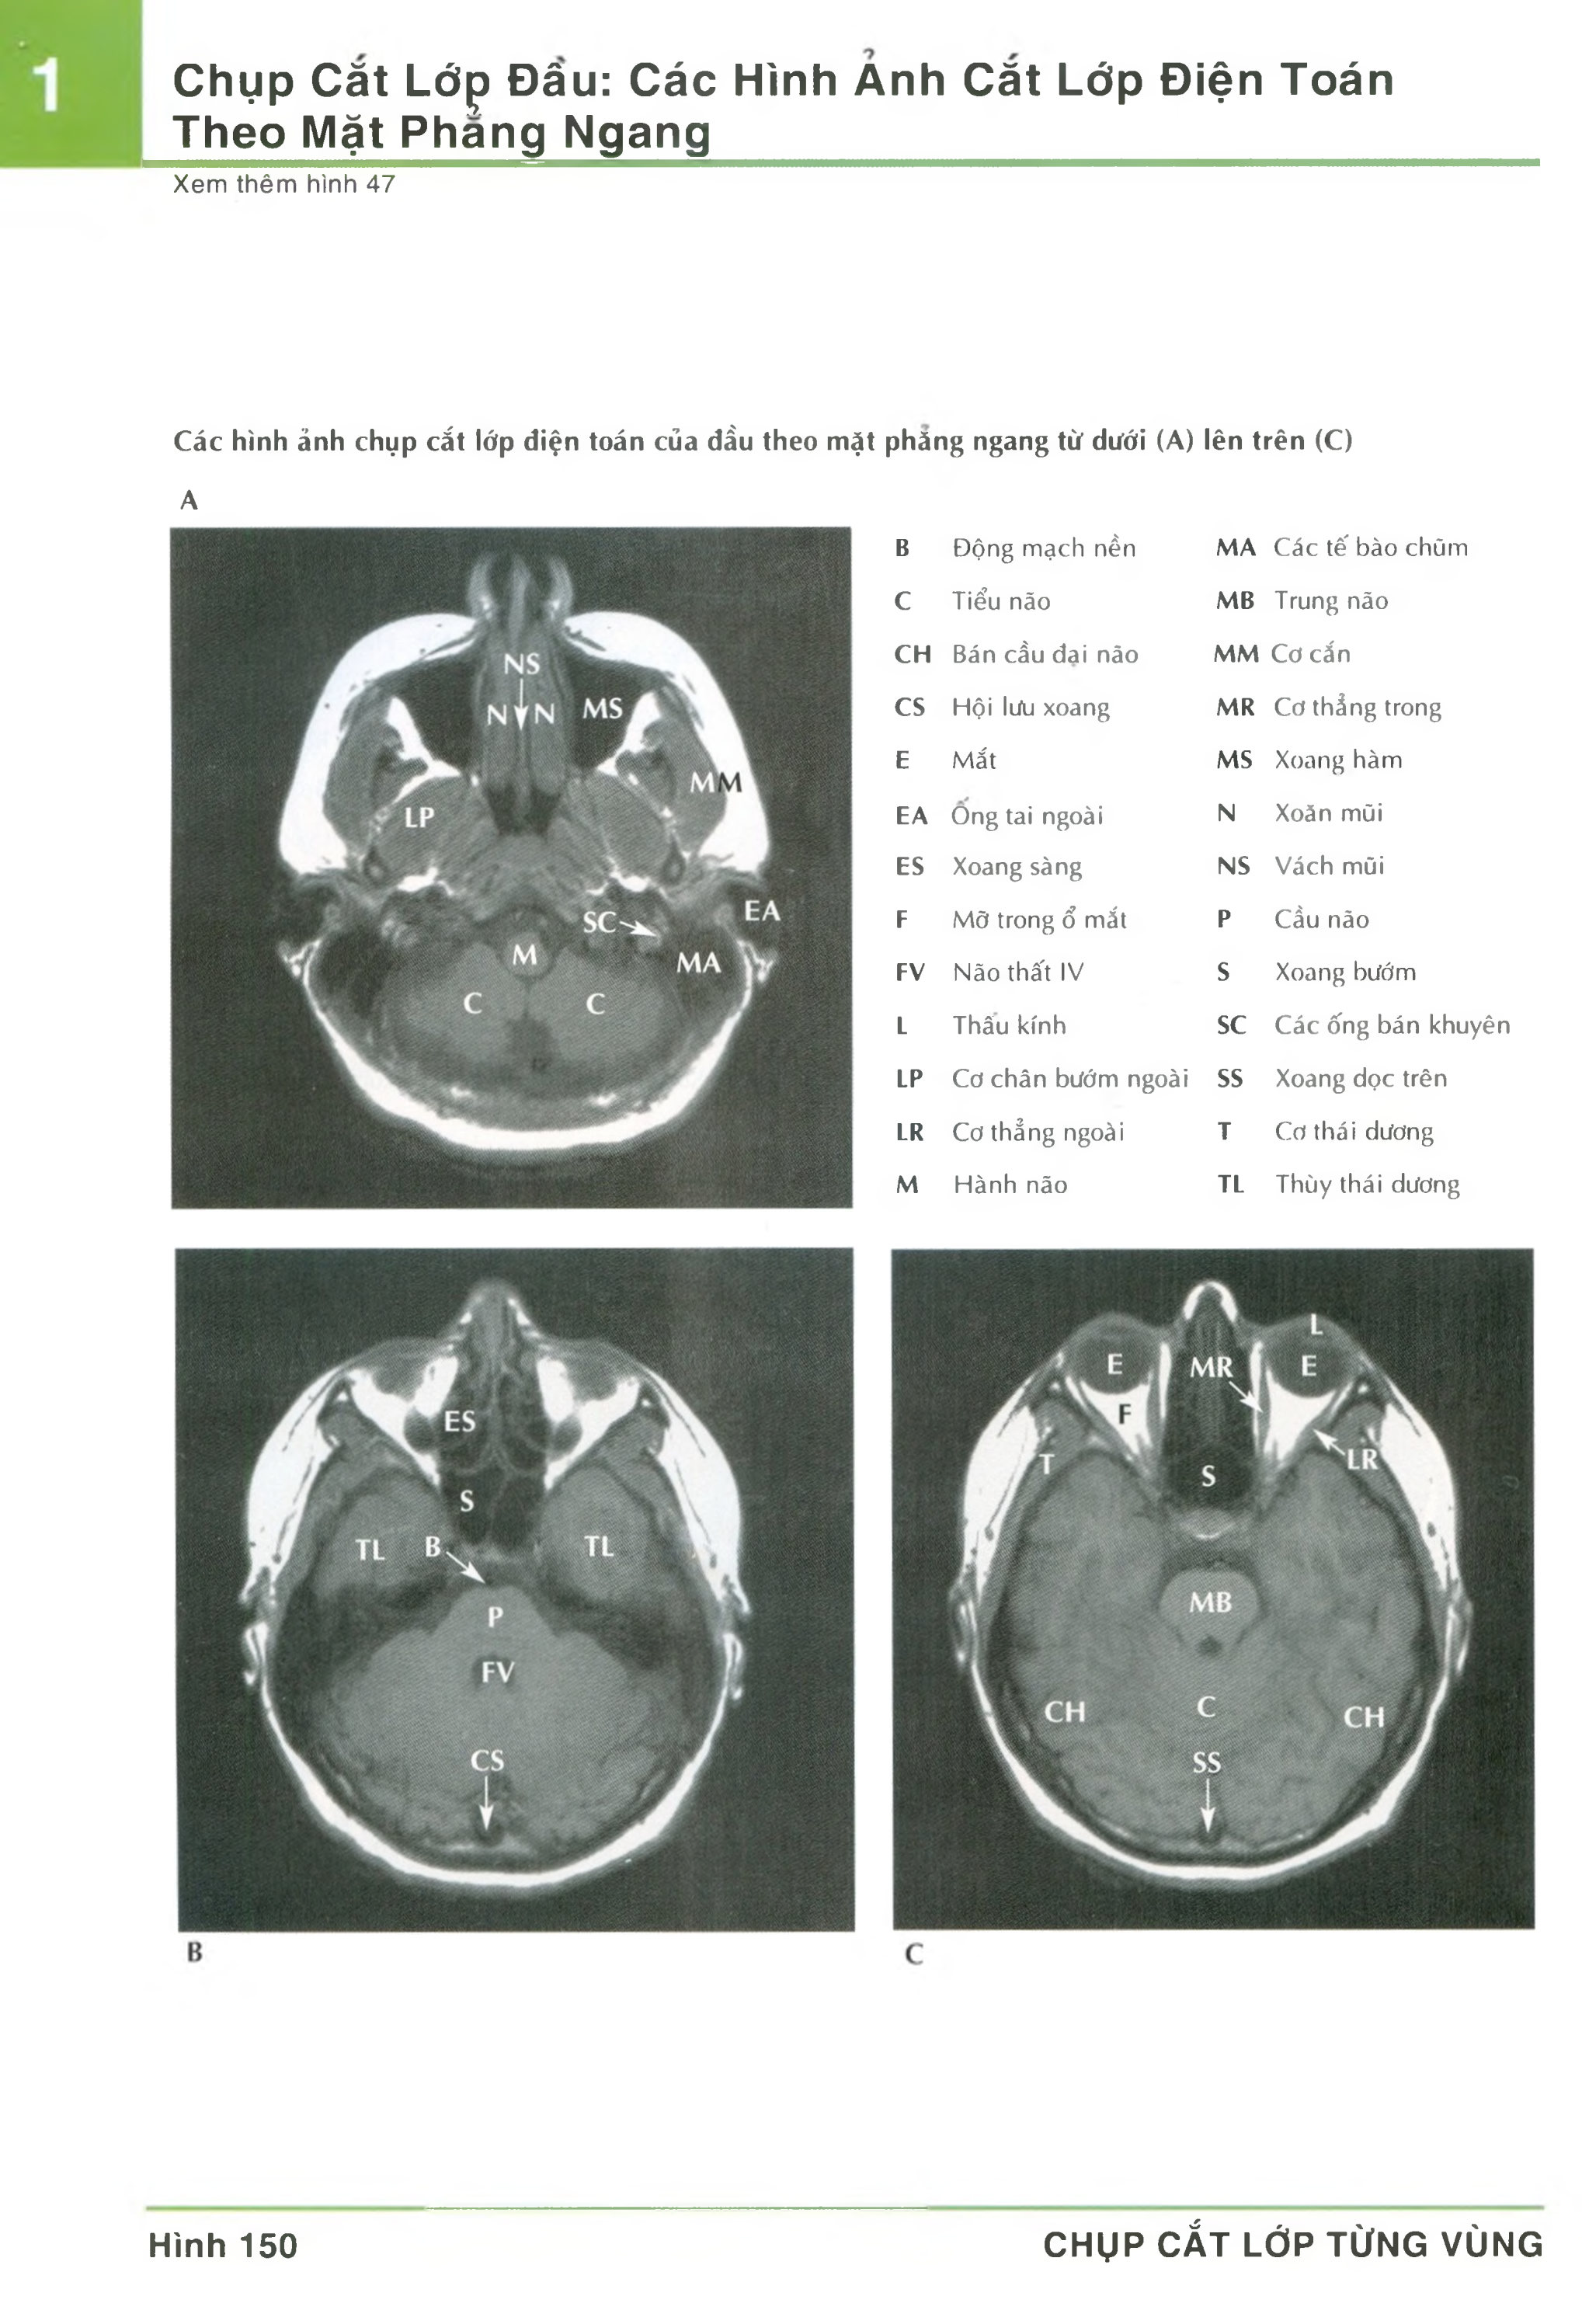 1
Chụp Cắt Lớp Đầu: Các Hình Ảnh Cắt Lớp Điện Toán
Theo Mặt Phẳng Ngang
Xem thêm hình 47
Các hình ảnh chụp cắt lớp điện toán của đầu theo mặt phẳng ngang từ dưới (A) lên trên (C)
A
NS
N N MS
MM
LP
EA
SC
M
MA
C C
B Động mạch nền
C Tiểu não
CH Bán cầu đại não
CS Hội lưu xoang
E Mắt
EA Ống tai ngoài
ES Xoang sàng
F Mỡ trong ổ mắt
FV Não thất IV
L Thấu kính
LP Cơ chân bướm ngoài
LR Cơ thẳng ngoài
M Hành não
MA Các tế bào chũm
MB Trung não
MM Cơ cắn
MR Cơ thẳng trong
MS Xoang hàm
N Xoăn mũi
NS Vách mũi
P Cầu não
S Xoang bướm
SC Các ống bán khuyên
SS Xoang dọc trên
T Cơ thái dương
TL Thùy thái dương
ES
S
TL B TL
P
FV
CS
B
L
E MR E
F
T S LR
MB
CH C CH
SS
C
Hình 150
CHỤP CẮT LỚP TỪNG VÙNG